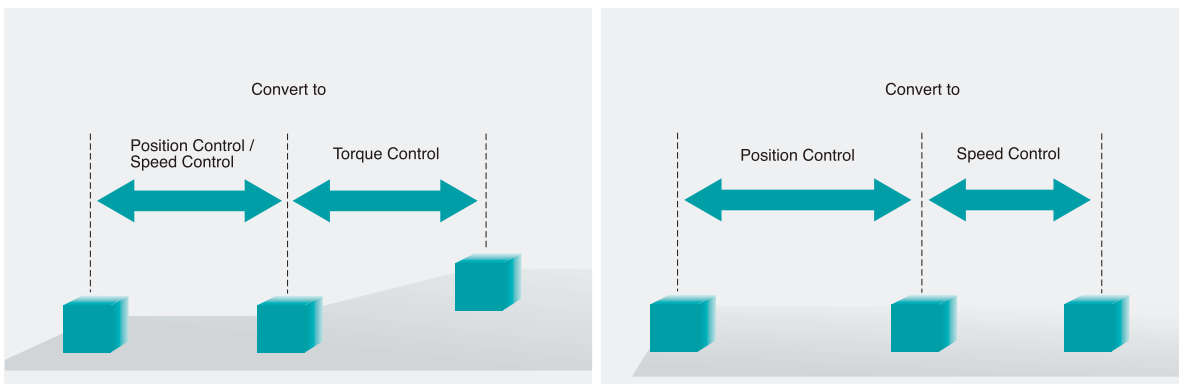 Convert to
Position Control /
Speed Control
Torque Control
Convert to
Position Control
Speed Control